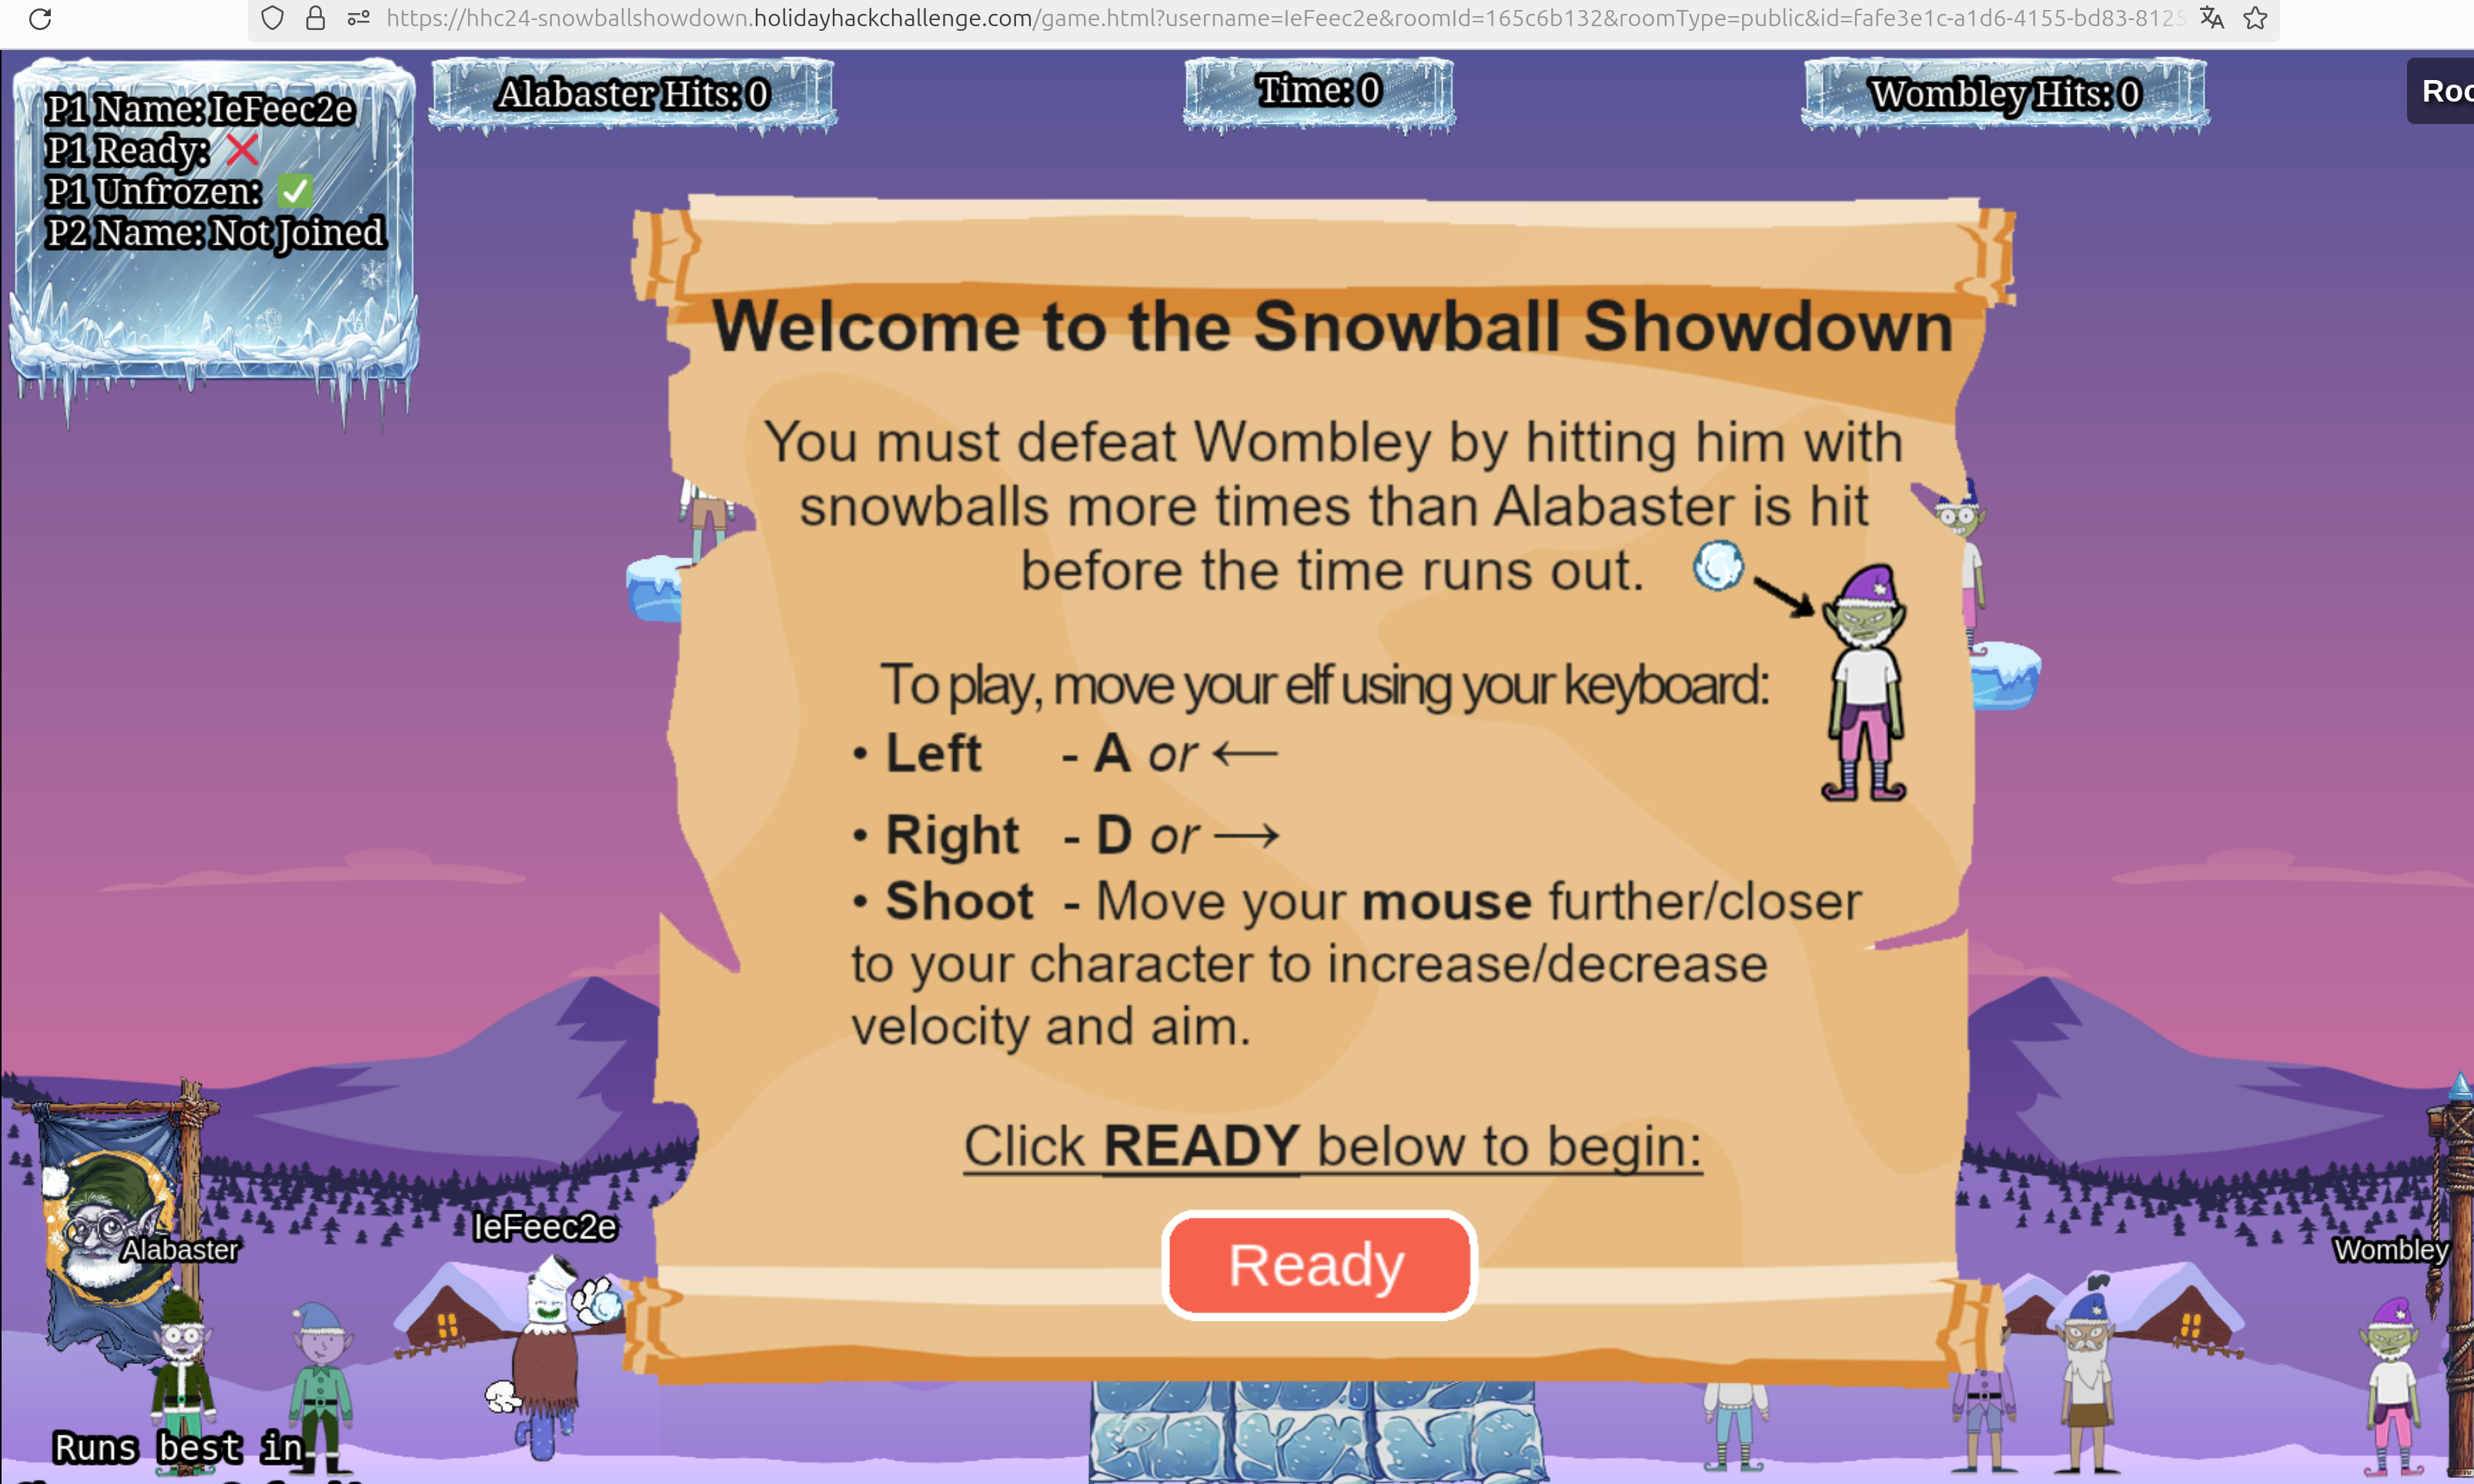 https://hhc24-snowballshowdown.holidayhackchallenge.com/game.html?username=IeFeec2e&roomId=165c6b132&roomType=public&id=fafe3e1c-a1d6-4155-bd83-8125
P1 Name: IeFeec2e
P1 Ready: ❌
P1 Unfrozen: ✅
P2 Name: Not Joined
Alabaster Hits: 0
Time: 0
Wombley Hits: 0
Roo
Welcome to the Snowball Showdown
You must defeat Wombley by hitting him with
snowballs more times than Alabaster is hit
before the time runs out.
To play, move your elf using your keyboard:
• Left - A or ←
• Right - D or →
• Shoot - Move your mouse further/closer
to your character to increase/decrease
velocity and aim.
Click READY below to begin:
Ready
IeFeec2e
Alabaster
Wombley
Runs best in